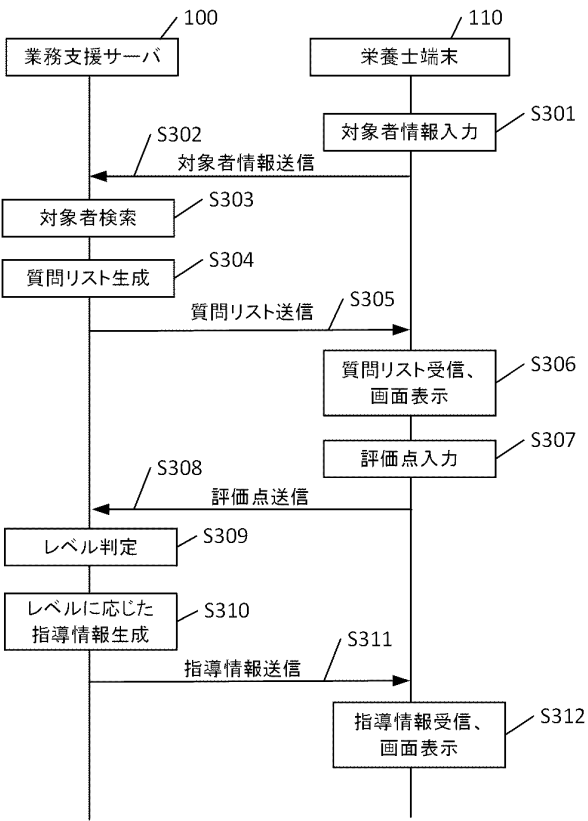 100
110
業務支援サーバ
栄養士端末
S301
対象者情報入力
S302
対象者情報送信
S303
対象者検索
S304
質問リスト生成
S305
質問リスト送信
S306
質問リスト受信、
画面表示
S307
評価点入力
S308
評価点送信
S309
レベル判定
S310
レベルに応じた
指導情報生成
S311
指導情報送信
S312
指導情報受信、
画面表示